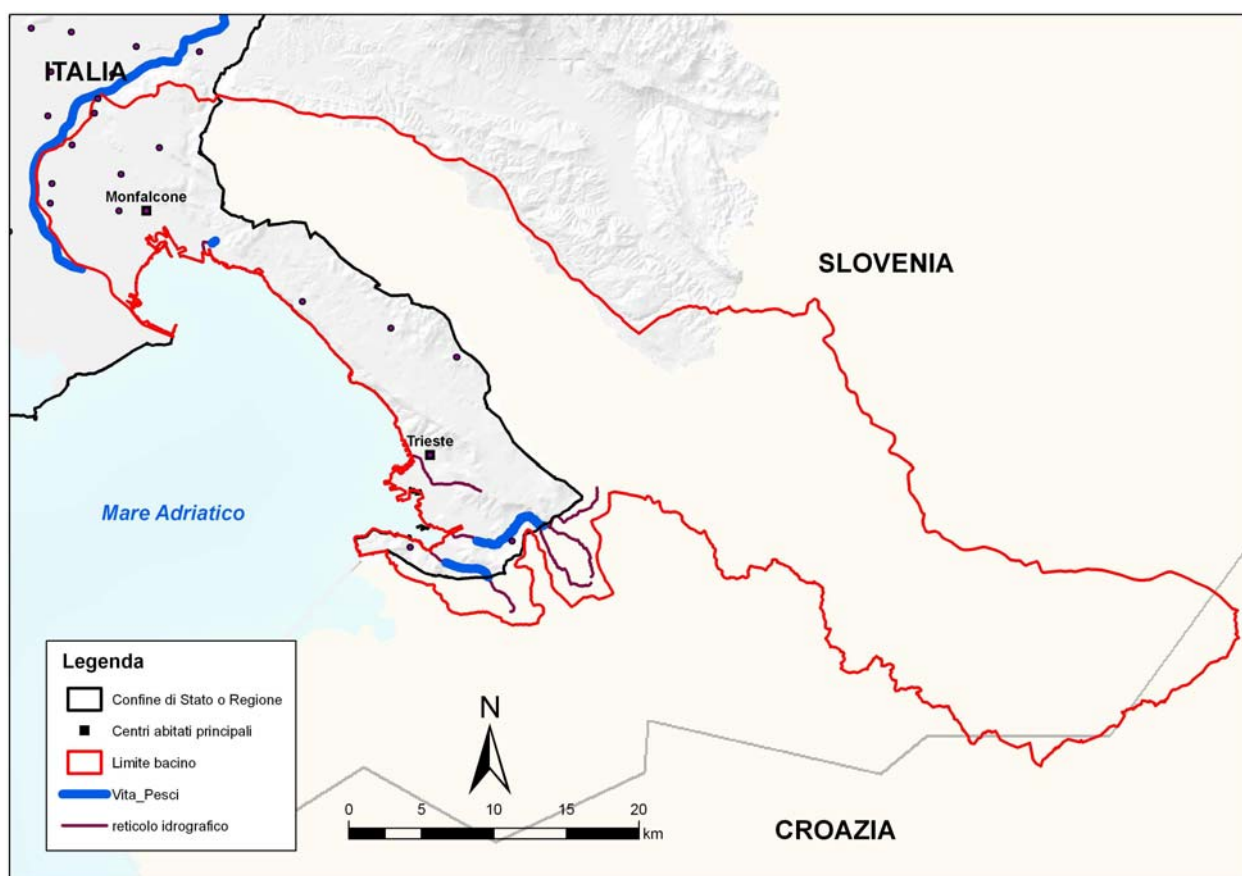 ITALIA
Monfalcone
SLOVENIA
Trieste
Mare Adriatico
Legenda
Confine di Stato o Regione
Centri abitati principali
Limite bacino
Vita_Pesci
reticolo idrografico
N
0 5 10 15 20
km
CROAZIA